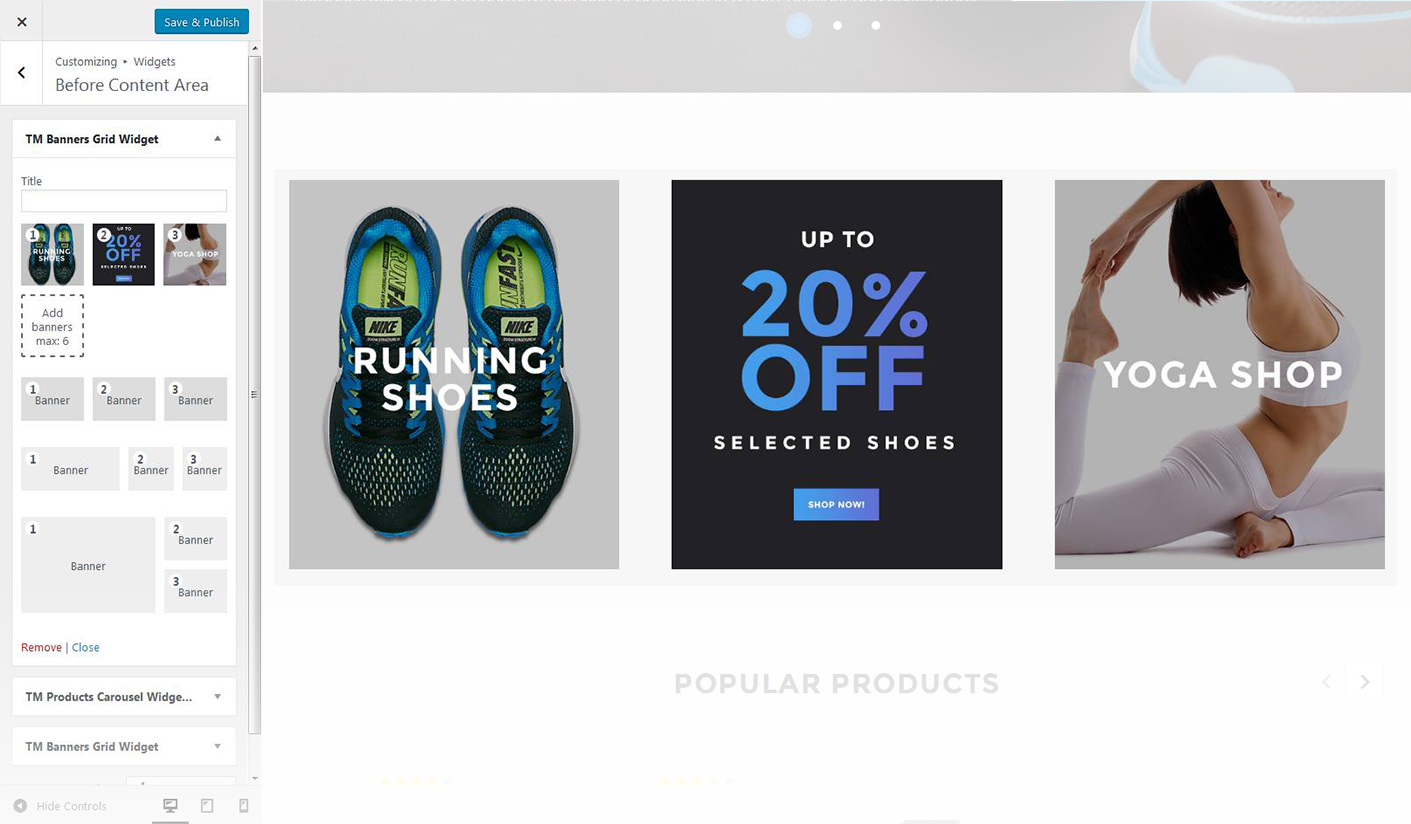 Save & Publish
Customizing ▸ Widgets
Before Content Area
TM Banners Grid Widget
Title
1
RUNNING
SHOES
2
UP TO
20%
OFF
SELECTED SHOES
3
YOGA SHOP
Add
banners
max: 6
1
Banner
2
Banner
3
Banner
1
Banner
2
Banner
3
Banner
1
Banner
2
Banner
3
Banner
Remove | Close
TM Products Carousel Widge...
TM Banners Grid Widget
Hide Controls
NIKE
NIKE
RUNNING
SHOES
UP TO
20%
OFF
SELECTED SHOES
SHOP NOW!
YOGA SHOP
POPULAR PRODUCTS